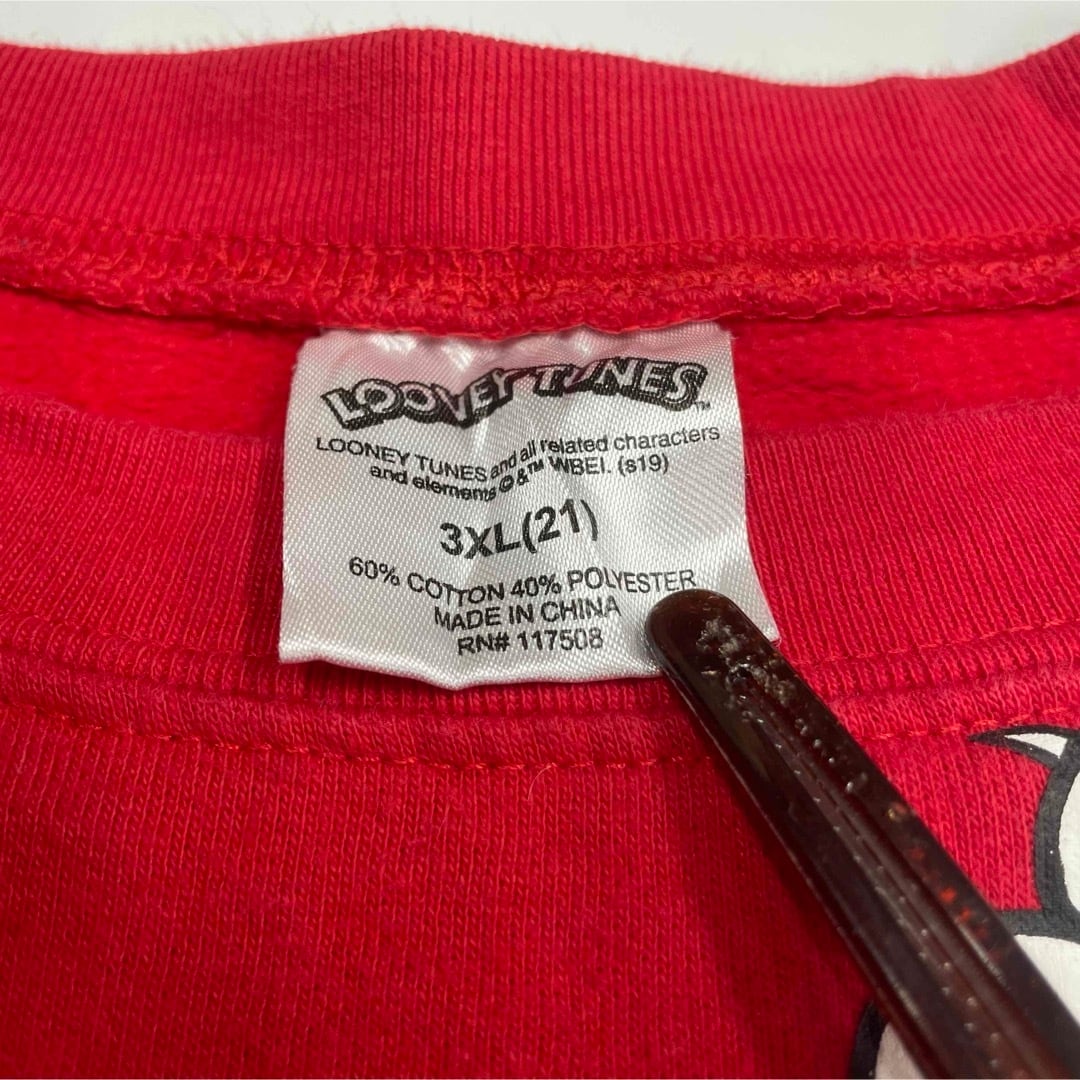 LOONEY TUNES™
LOONEY TUNES and all related characters
and elements © &™ WBEI. (s19)
3XL(21)
60% COTTON 40% POLYESTER
MADE IN CHINA
RN# 117508